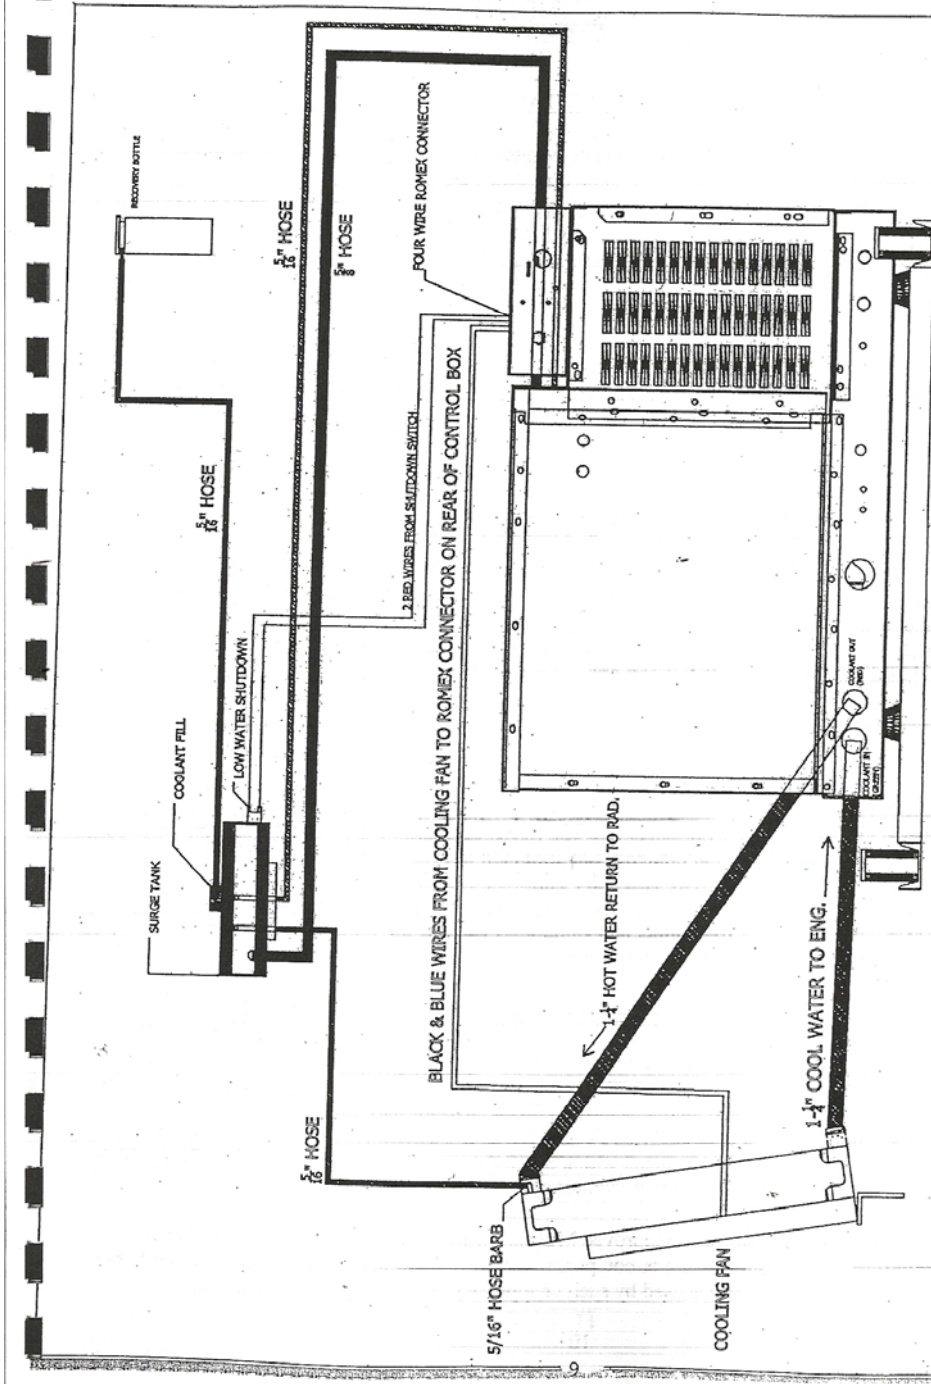 RECOVERY BOTTLE
5/16" HOSE
5/8" HOSE
FOUR WIRE ROMEX CONNECTOR
5/16" HOSE
2 RED WIRES FROM SHUTDOWN SWITCH
BLACK & BLUE WIRES FROM COOLING FAN TO ROMEX CONNECTOR ON REAR OF CONTROL BOX
COOLANT FILL
LOW WATER SHUTDOWN
SURGE TANK
COOLANT OUT
(RED)
COOLANT IN
(GREEN)
1-1/4" HOT WATER RETURN TO RAD.
1-1/4" COOL WATER TO ENG.
5/16" HOSE
5/16" HOSE BARB
COOLING FAN